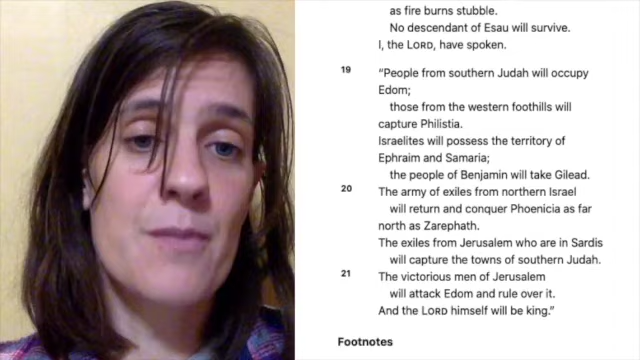 as fire burns stubble.
No descendant of Esau will survive.
I, the LORD, have spoken.
19 “People from southern Judah will occupy
Edom;
those from the western foothills will
capture Philistia.
Israelites will possess the territory of
Ephraim and Samaria;
the people of Benjamin will take Gilead.
20 The army of exiles from northern Israel
will return and conquer Phoenicia as far
north as Zarephath.
The exiles from Jerusalem who are in Sardis
will capture the towns of southern Judah.
21 The victorious men of Jerusalem
will attack Edom and rule over it.
And the LORD himself will be king.”
Footnotes